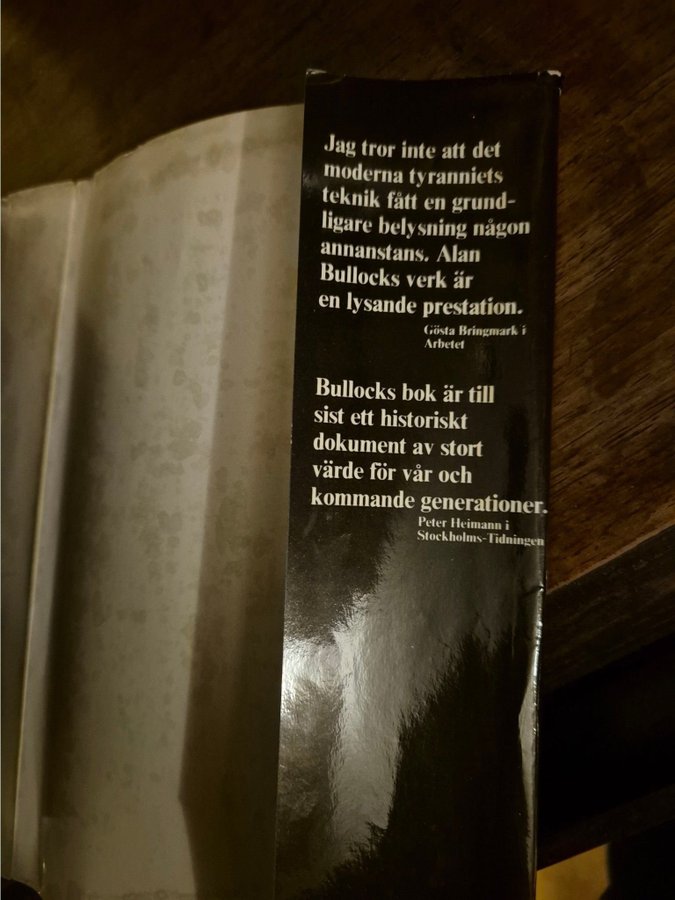 Jag tror inte att det
moderna tyranniets
teknik fått en grund-
ligare belysning någon
annanstans. Alan
Bullocks verk är
en lysande prestation.
Gösta Bringmark i
Arbetet
Bullocks bok är till
sist ett historiskt
dokument av stort
värde för vår och
kommande generationer.
Peter Heimann i
Stockholms-Tidningen